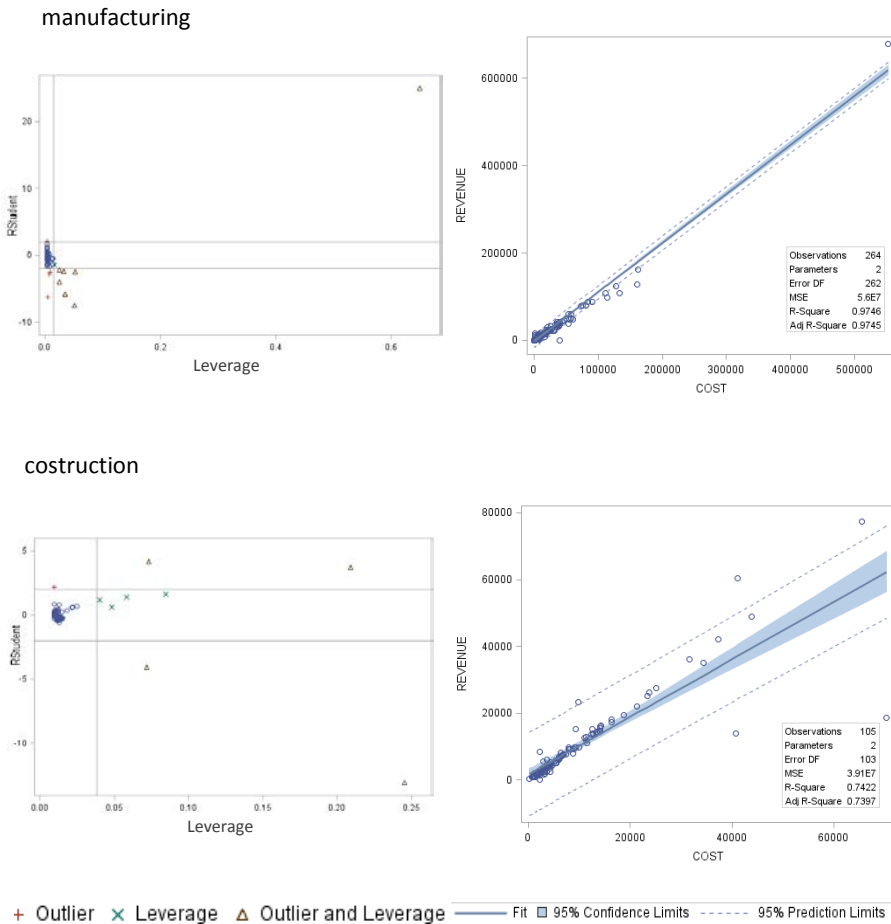 manufacturing
20
10
0
-10
0.0 0.2 0.4 0.6
RStudent
Leverage
600000
400000
200000
0
REVENUE
0 100000 200000 300000 400000 500000
COST
Observations 264
Parameters 2
Error DF 262
MSE 5.6E7
R-Square 0.9746
Adj R-Square 0.9745
costruction
5
0
-5
-10
0.00 0.05 0.10 0.15 0.20 0.25
RStudent
Leverage
80000
60000
40000
20000
0
REVENUE
0 20000 40000 60000
COST
Observations 105
Parameters 2
Error DF 103
MSE 3.91E7
R-Square 0.7422
Adj R-Square 0.7397
+ Outlier × Leverage △ Outlier and Leverage
Fit 95% Confidence Limits 95% Prediction Limits